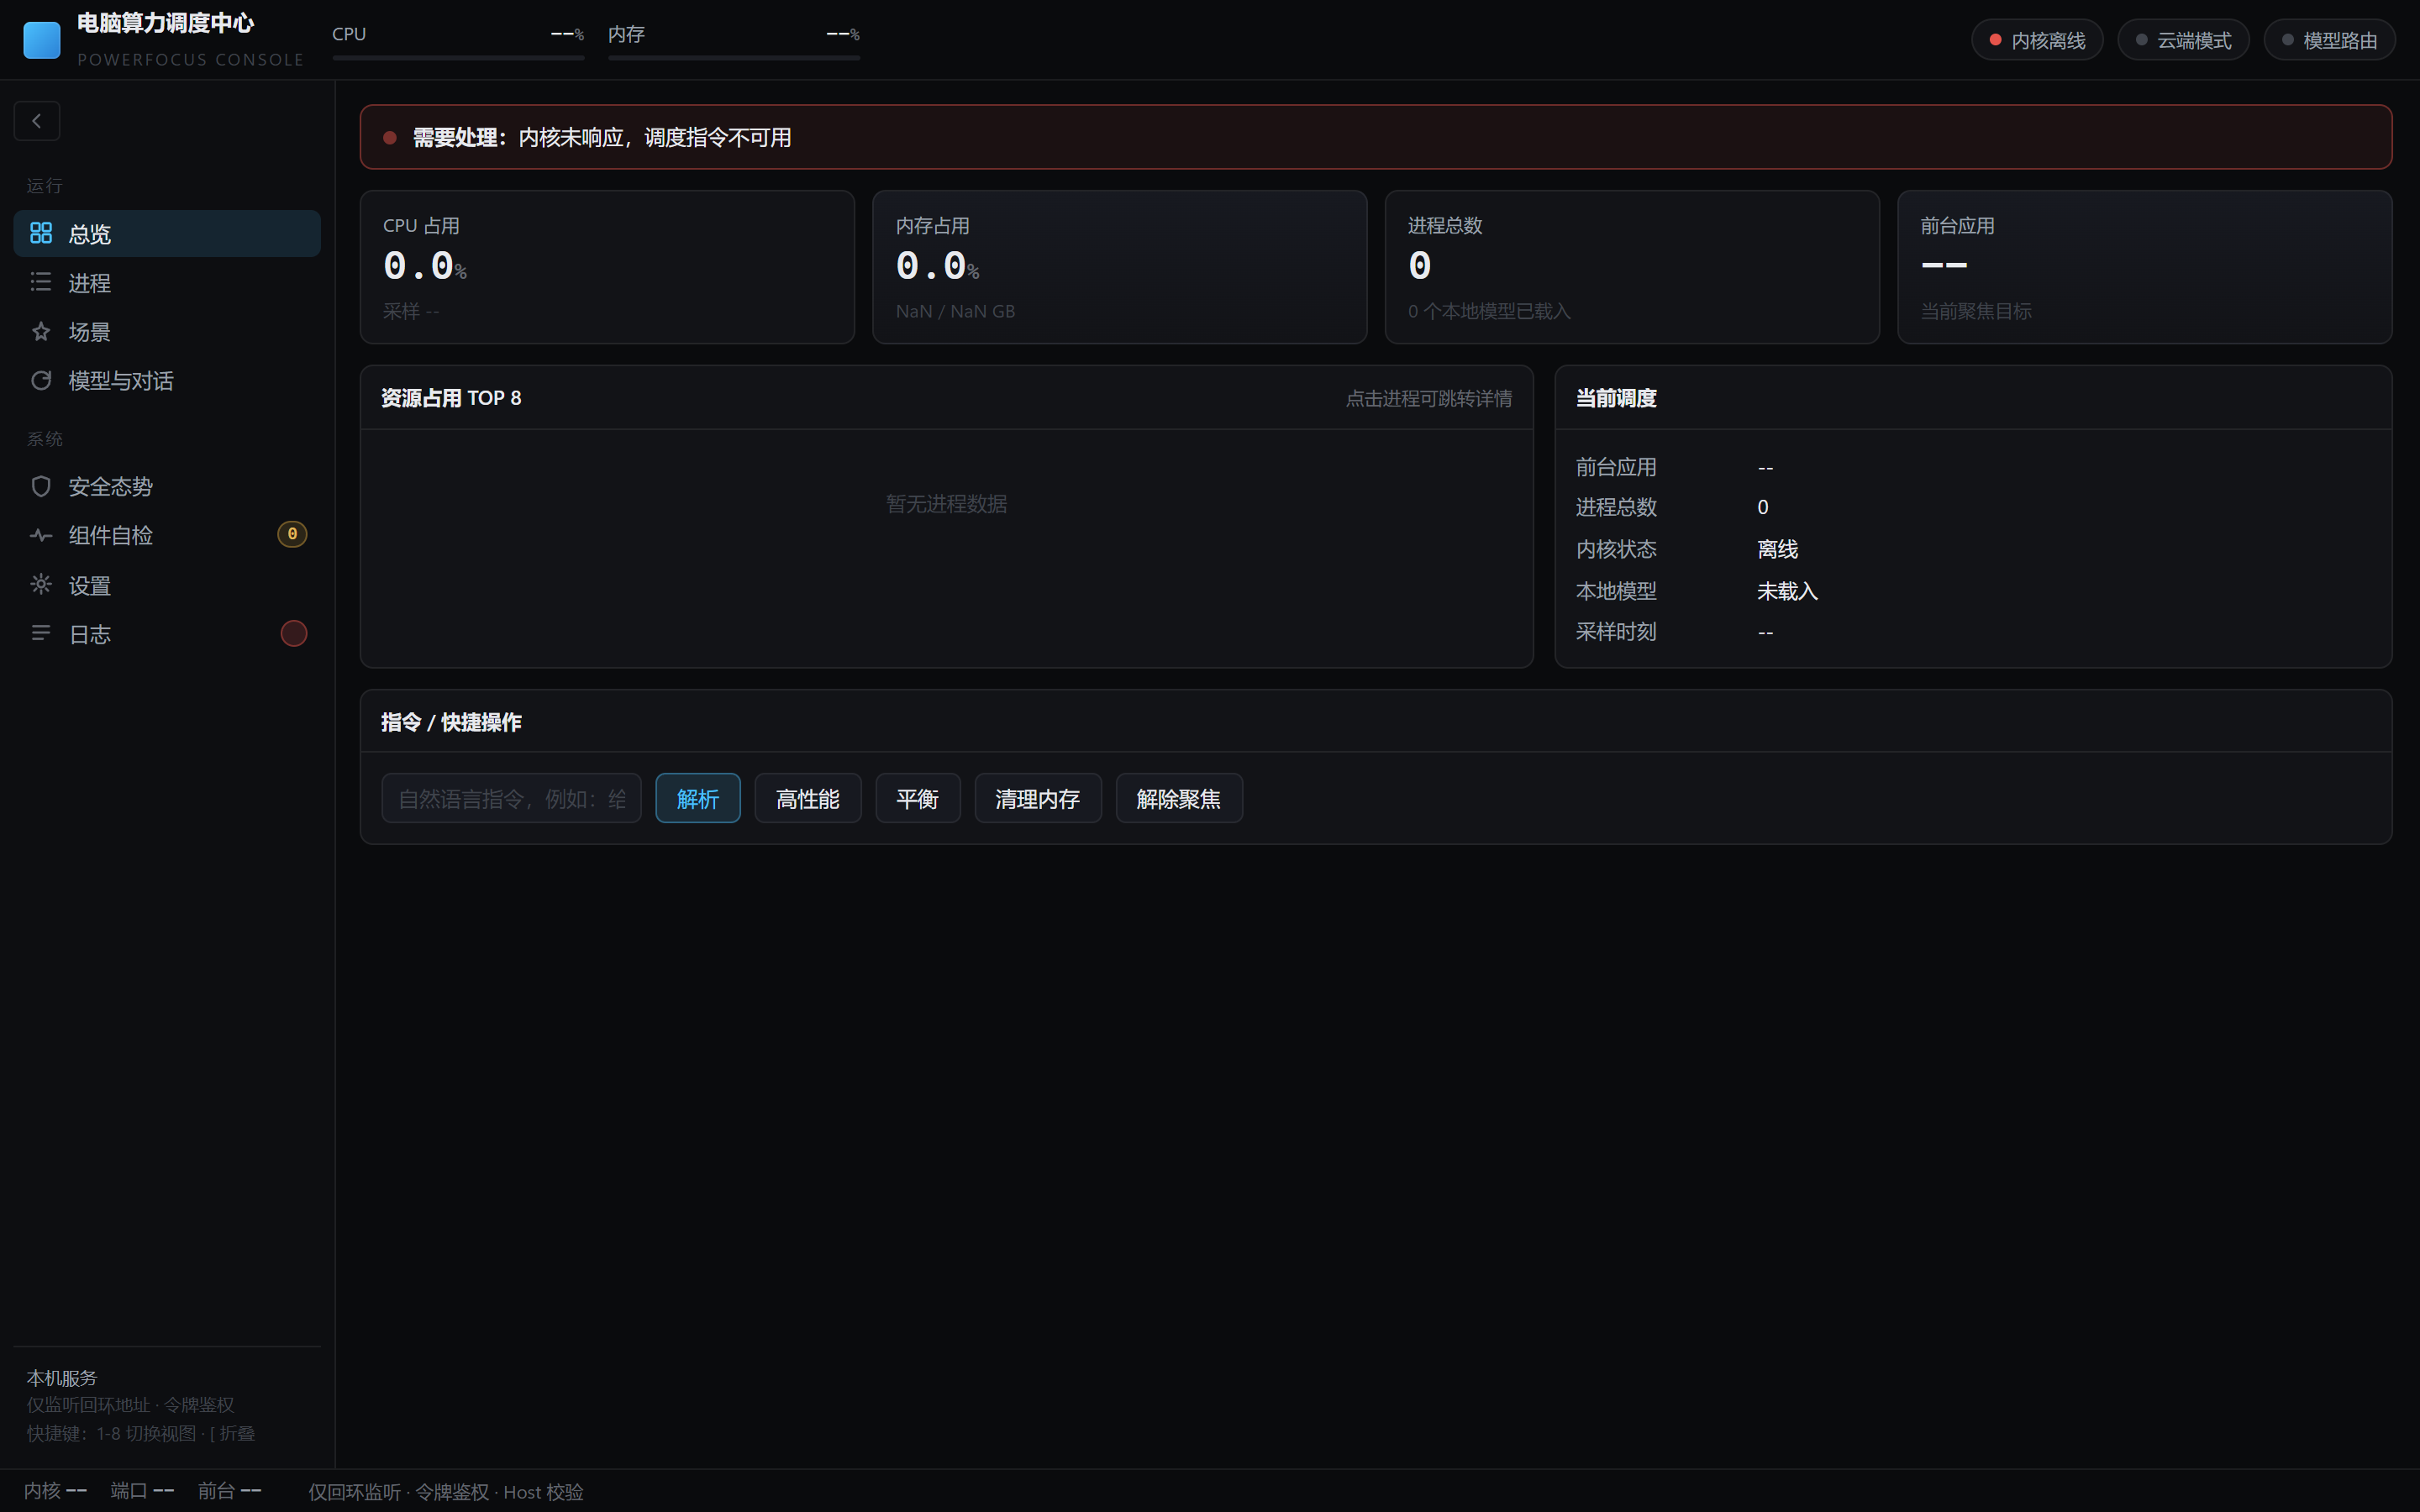 电脑算力调度中心
POWERFOCUS CONSOLE
CPU --%
内存 --%
内核离线
云端模式
模型路由
运行
总览
进程
场景
模型与对话
系统
安全态势
组件自检 0
设置
日志
需要处理：内核未响应，调度指令不可用
CPU 占用
0.0%
采样 --
内存占用
0.0%
NaN / NaN GB
进程总数
0
0 个本地模型已载入
前台应用
--
当前聚焦目标
资源占用 TOP 8 点击进程可跳转详情
暂无进程数据
当前调度
前台应用 --
进程总数 0
内核状态 离线
本地模型 未载入
采样时刻 --
指令 / 快捷操作
自然语言指令，例如：给 解析 高性能 平衡 清理内存 解除聚焦
本机服务
仅监听回环地址 · 令牌鉴权
快捷键：1-8 切换视图 · [ 折叠
内核 -- 端口 -- 前台 -- 仅回环监听 · 令牌鉴权 · Host 校验